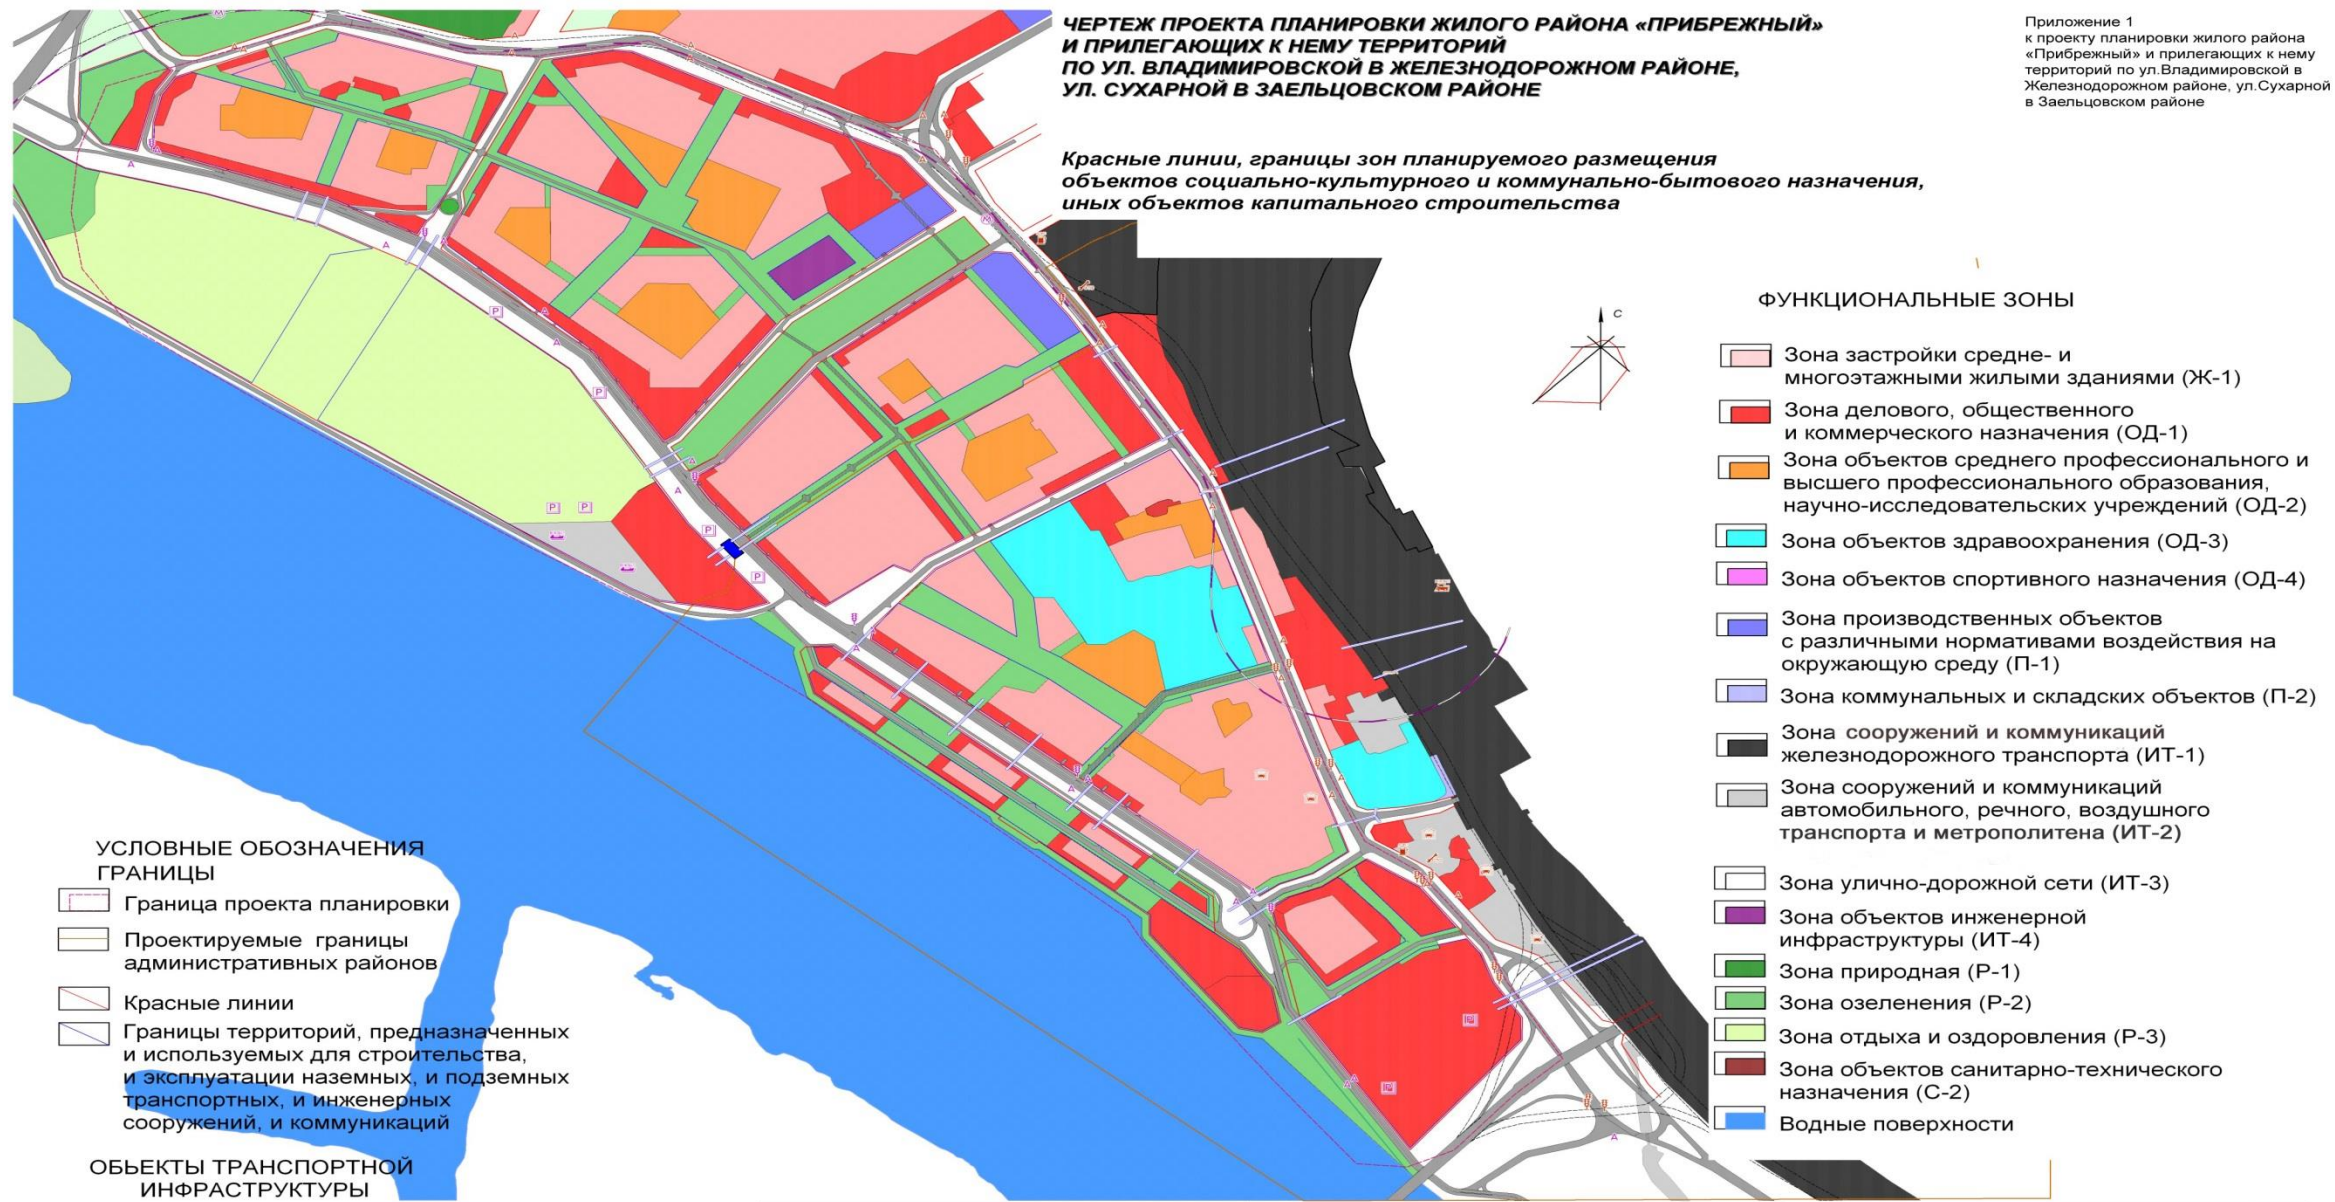 ЧЕРТЕЖ ПРОЕКТА ПЛАНИРОВКИ ЖИЛОГО РАЙОНА «ПРИБРЕЖНЫЙ»
И ПРИЛЕГАЮЩИХ К НЕМУ ТЕРРИТОРИЙ
ПО УЛ. ВЛАДИМИРОВСКОЙ В ЖЕЛЕЗНОДОРОЖНОМ РАЙОНЕ,
УЛ. СУХАРНОЙ В ЗАЕЛЬЦОВСКОМ РАЙОНЕ
Красные линии, границы зон планируемого размещения
объектов социально-культурного и коммунально-бытового назначения,
иных объектов капитального строительства
Приложение 1
к проекту планировки жилого района
«Прибрежный» и прилегающих к нему
территорий по ул.Владимировской в
Железнодорожном районе, ул.Сухарной
в Заельцовском районе
С
ФУНКЦИОНАЛЬНЫЕ ЗОНЫ
Зона застройки средне- и
многоэтажными жилыми зданиями (Ж-1)
Зона делового, общественного
и коммерческого назначения (ОД-1)
Зона объектов среднего профессионального и
высшего профессионального образования,
научно-исследовательских учреждений (ОД-2)
Зона объектов здравоохранения (ОД-3)
Зона объектов спортивного назначения (ОД-4)
Зона производственных объектов
с различными нормативами воздействия на
окружающую среду (П-1)
Зона коммунальных и складских объектов (П-2)
Зона сооружений и коммуникаций
железнодорожного транспорта (ИТ-1)
Зона сооружений и коммуникаций
автомобильного, речного, воздушного
транспорта и метрополитена (ИТ-2)
Зона улично-дорожной сети (ИТ-3)
Зона объектов инженерной
инфраструктуры (ИТ-4)
Зона природная (Р-1)
Зона озеленения (Р-2)
Зона отдыха и оздоровления (Р-3)
Зона объектов санитарно-технического
назначения (С-2)
Водные поверхности
P
P
P P
P
P
УСЛОВНЫЕ ОБОЗНАЧЕНИЯ
ГРАНИЦЫ
Граница проекта планировки
Проектируемые границы
административных районов
Красные линии
Границы территорий, предназначенных
и используемых для строительства,
и эксплуатации наземных, и подземных
транспортных, и инженерных
сооружений, и коммуникаций
ОБЬЕКТЫ ТРАНСПОРТНОЙ
ИНФРАСТРУКТУРЫ